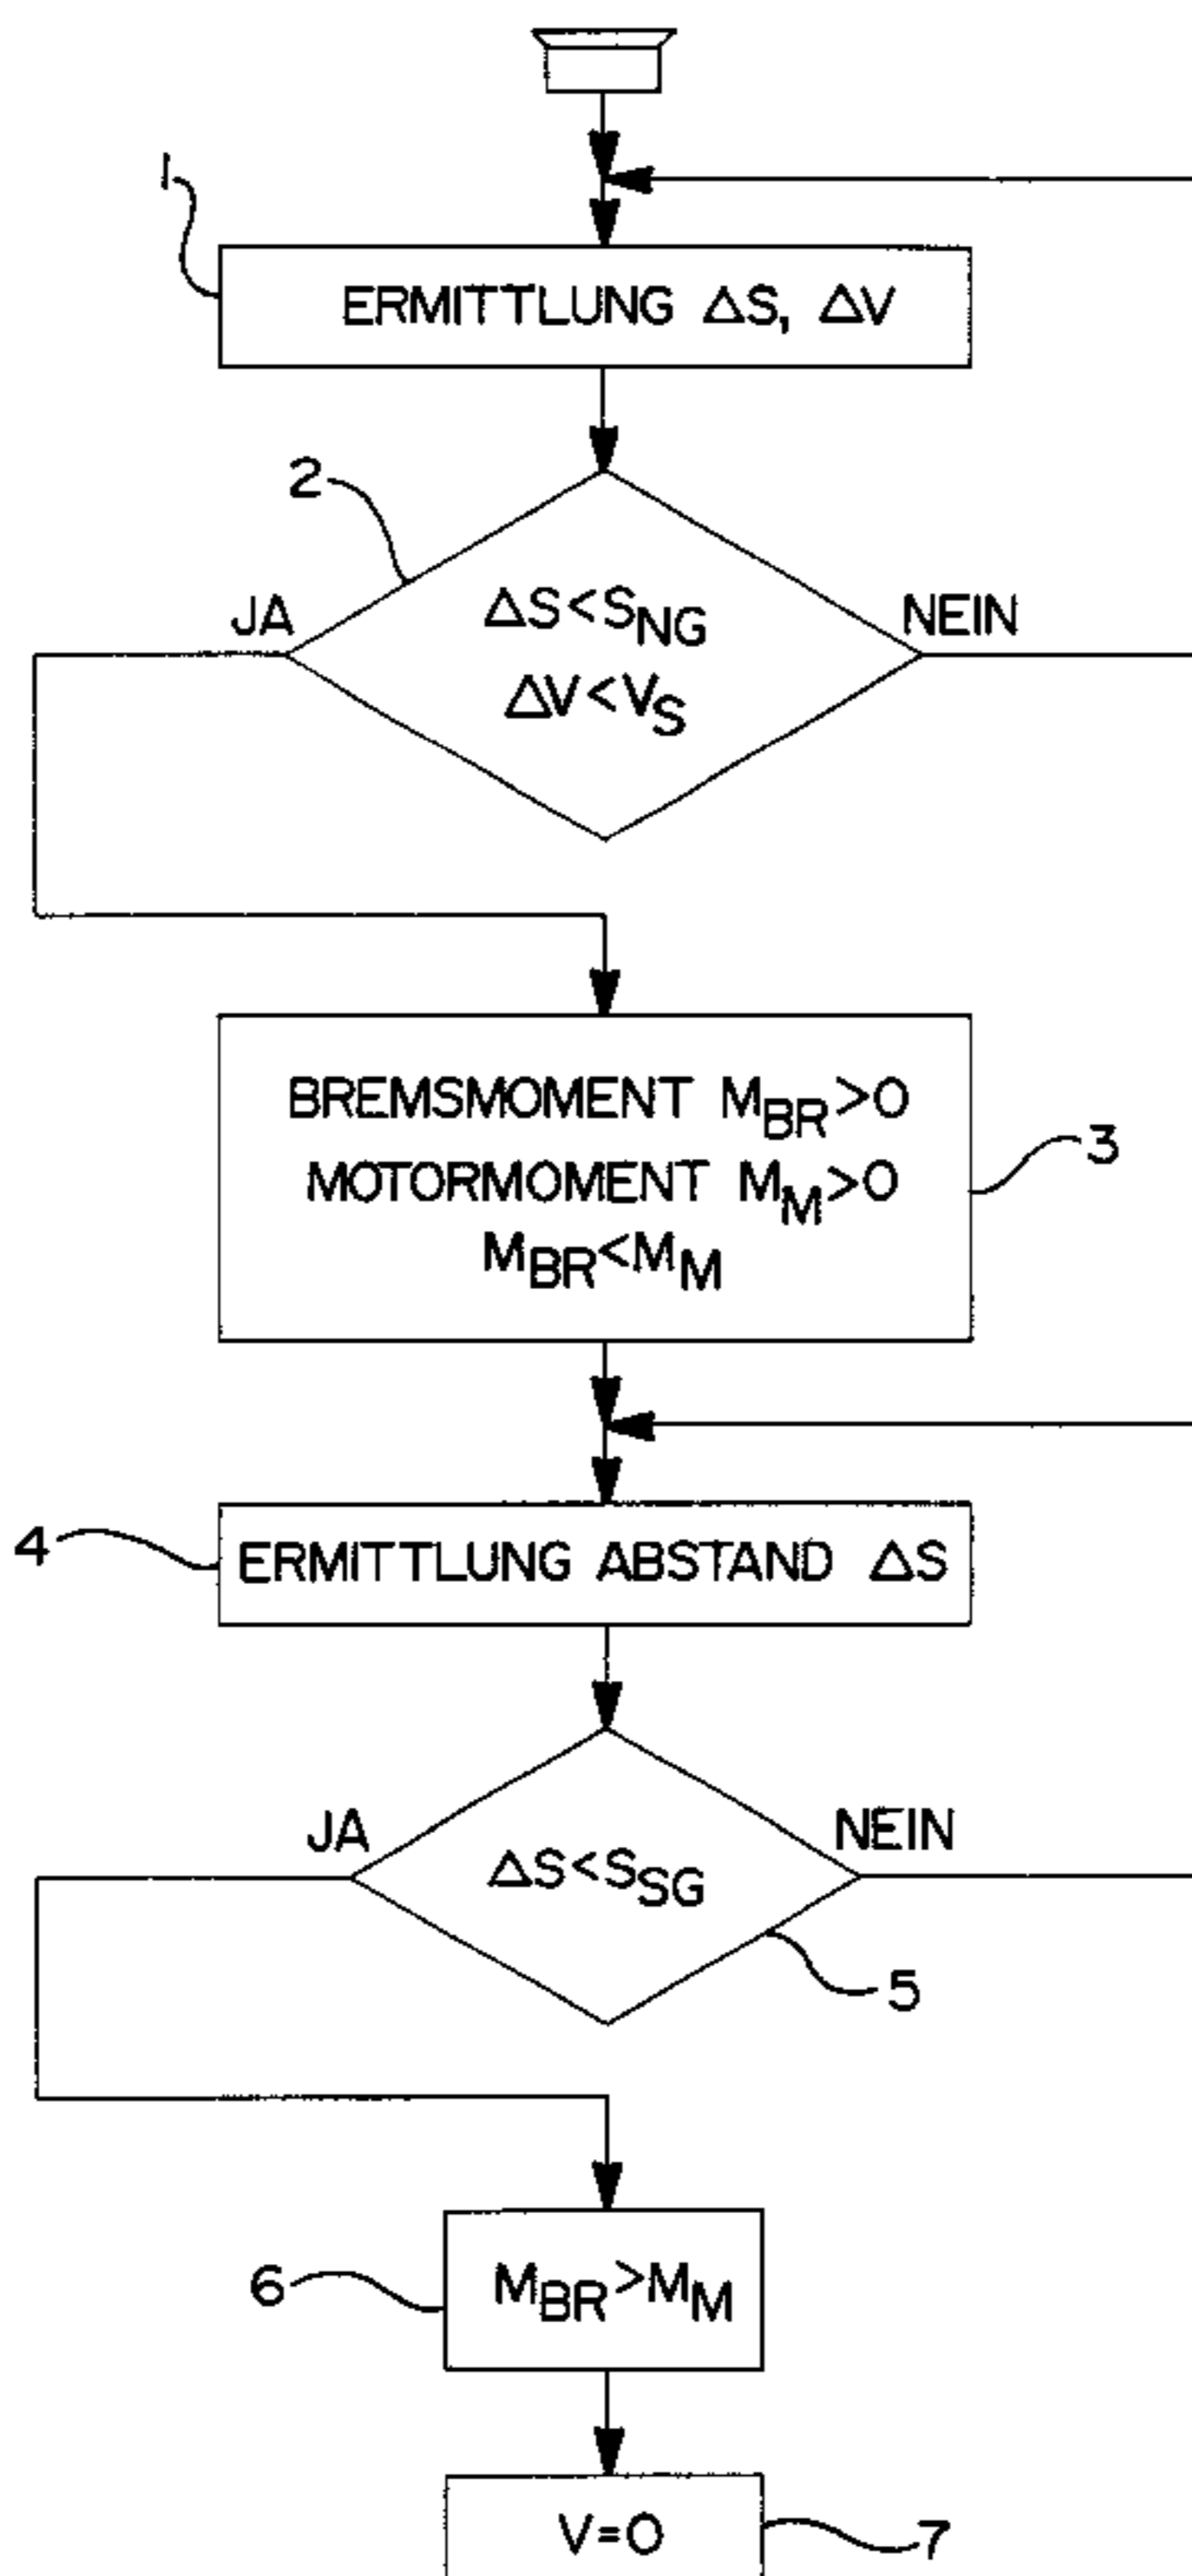 1
ERMITTLUNG ΔS, ΔV
2
JA
ΔS<S_NG
NEIN
ΔV<V_S
BREMSMOMENT M_BR>0
MOTORMOMENT M_M>0
M_BR<M_M
3
4
ERMITTLUNG ABSTAND ΔS
JA
ΔS<S_SG
NEIN
5
6
M_BR>M_M
V=0
7